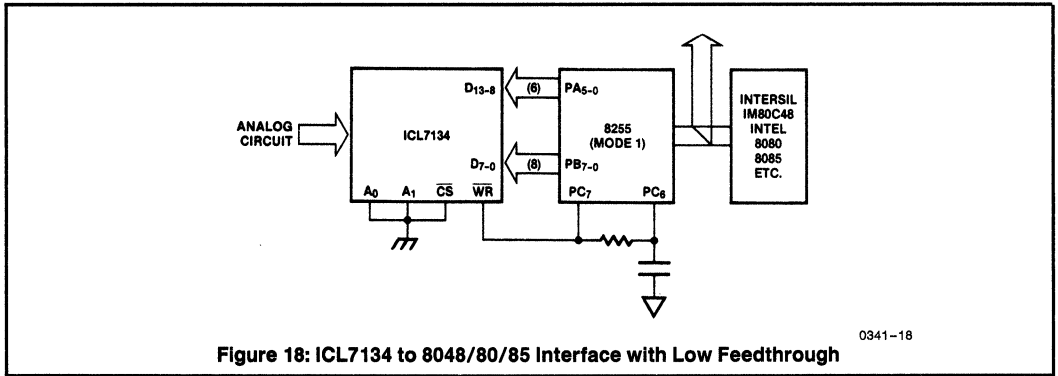 D13-8
(6)
PA5-0
ANALOG
CIRCUIT
ICL7134
8255
(MODE 1)
INTERSIL
IM80C48
INTEL
8080
8085
ETC.
D7-0
(8)
PB7-0
A0
A1
CS
WR
PC7
PC6
0341–18
Figure 18: ICL7134 to 8048/80/85 Interface with Low Feedthrough